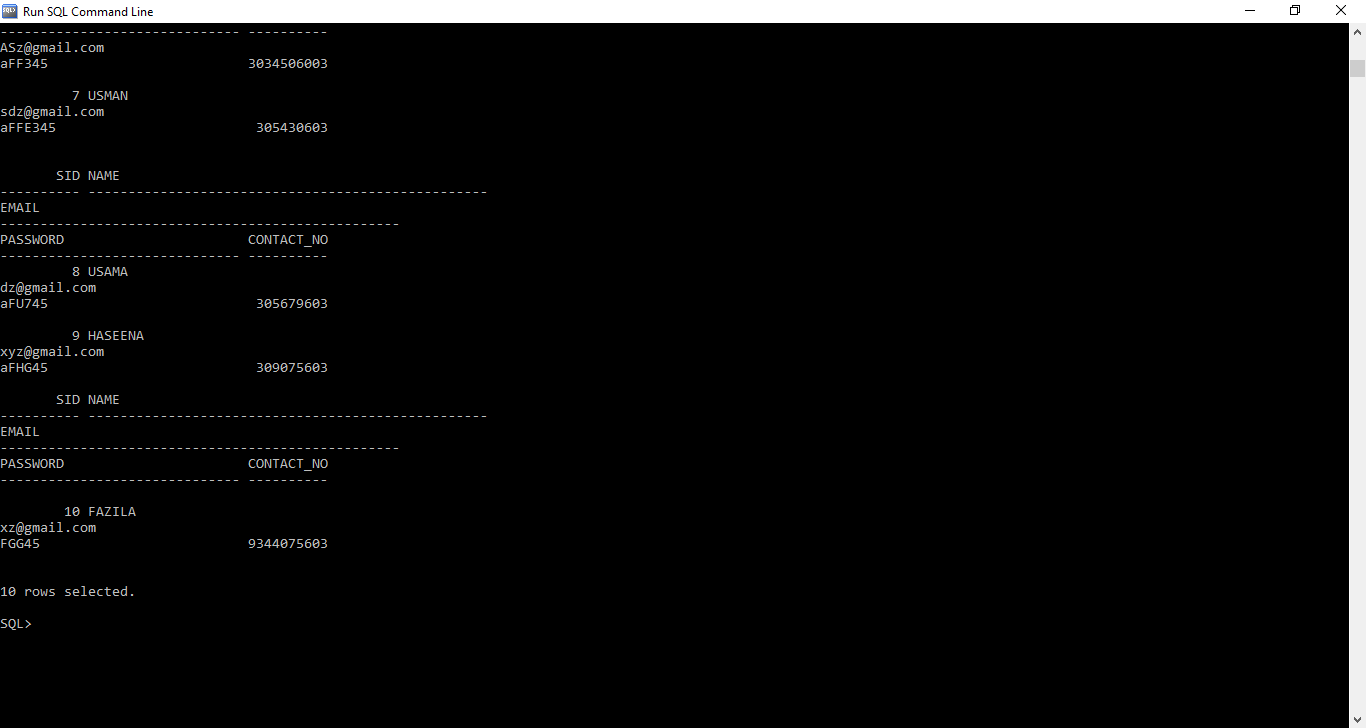 Run SQL Command Line
------------------------------ ----------
ASz@gmail.com
aFF345                         3034506003

         7 USMAN
sdz@gmail.com
aFFE345                         305430603


       SID NAME
---------- --------------------------------------------------
EMAIL
--------------------------------------------------
PASSWORD                       CONTACT_NO
------------------------------ ----------
         8 USAMA
dz@gmail.com
aFU745                          305679603

         9 HASEENA
xyz@gmail.com
aFHG45                          309075603

       SID NAME
---------- --------------------------------------------------
EMAIL
--------------------------------------------------
PASSWORD                       CONTACT_NO
------------------------------ ----------

        10 FAZILA
xz@gmail.com
FGG45                          9344075603


10 rows selected.

SQL>